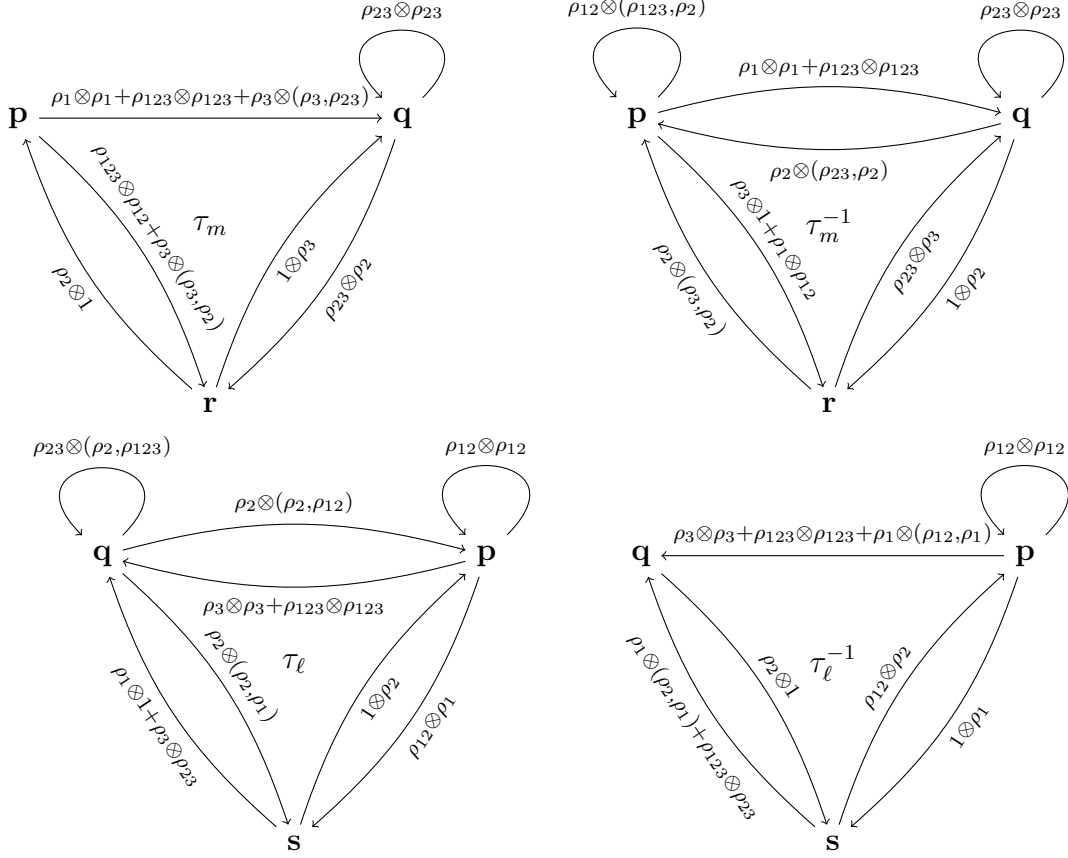 ρ₂₃⊗ρ₂₃
p
ρ₁⊗ρ₁+ρ₁₂₃⊗ρ₁₂₃+ρ₃⊗(ρ₃,ρ₂₃)
q
ρ₁₂₃⊗ρ₁₂+ρ₃⊗(ρ₃,ρ₂)
τₘ
ρ₂⊗1
1⊗ρ₃
ρ₂₃⊗ρ₂
r
ρ₁₂⊗(ρ₁₂₃,ρ₂)
ρ₂₃⊗ρ₂₃
ρ₁⊗ρ₁+ρ₁₂₃⊗ρ₁₂₃
p
q
ρ₂⊗(ρ₂₃,ρ₂)
ρ₃⊗1+ρ₁⊗ρ₁₂
τₘ⁻¹
ρ₂⊗(ρ₃,ρ₂)
ρ₂₃⊗ρ₃
1⊗ρ₂
r
ρ₂₃⊗(ρ₂,ρ₁₂₃)
ρ₁₂⊗ρ₁₂
ρ₂⊗(ρ₂,ρ₁₂)
q
p
ρ₃⊗ρ₃+ρ₁₂₃⊗ρ₁₂₃
ρ₂⊗(ρ₂,ρ₁)
τ_ℓ
ρ₁⊗1+ρ₃⊗ρ₂₃
1⊗ρ₂
ρ₁₂⊗ρ₁
s
ρ₁₂⊗ρ₁₂
ρ₃⊗ρ₃+ρ₁₂₃⊗ρ₁₂₃+ρ₁⊗(ρ₁₂,ρ₁)
q
p
ρ₂⊗1
τ_ℓ⁻¹
ρ₁⊗(ρ₂,ρ₁)+ρ₁₂₃⊗ρ₂₃
ρ₁₂⊗ρ₂
1⊗ρ₁
s